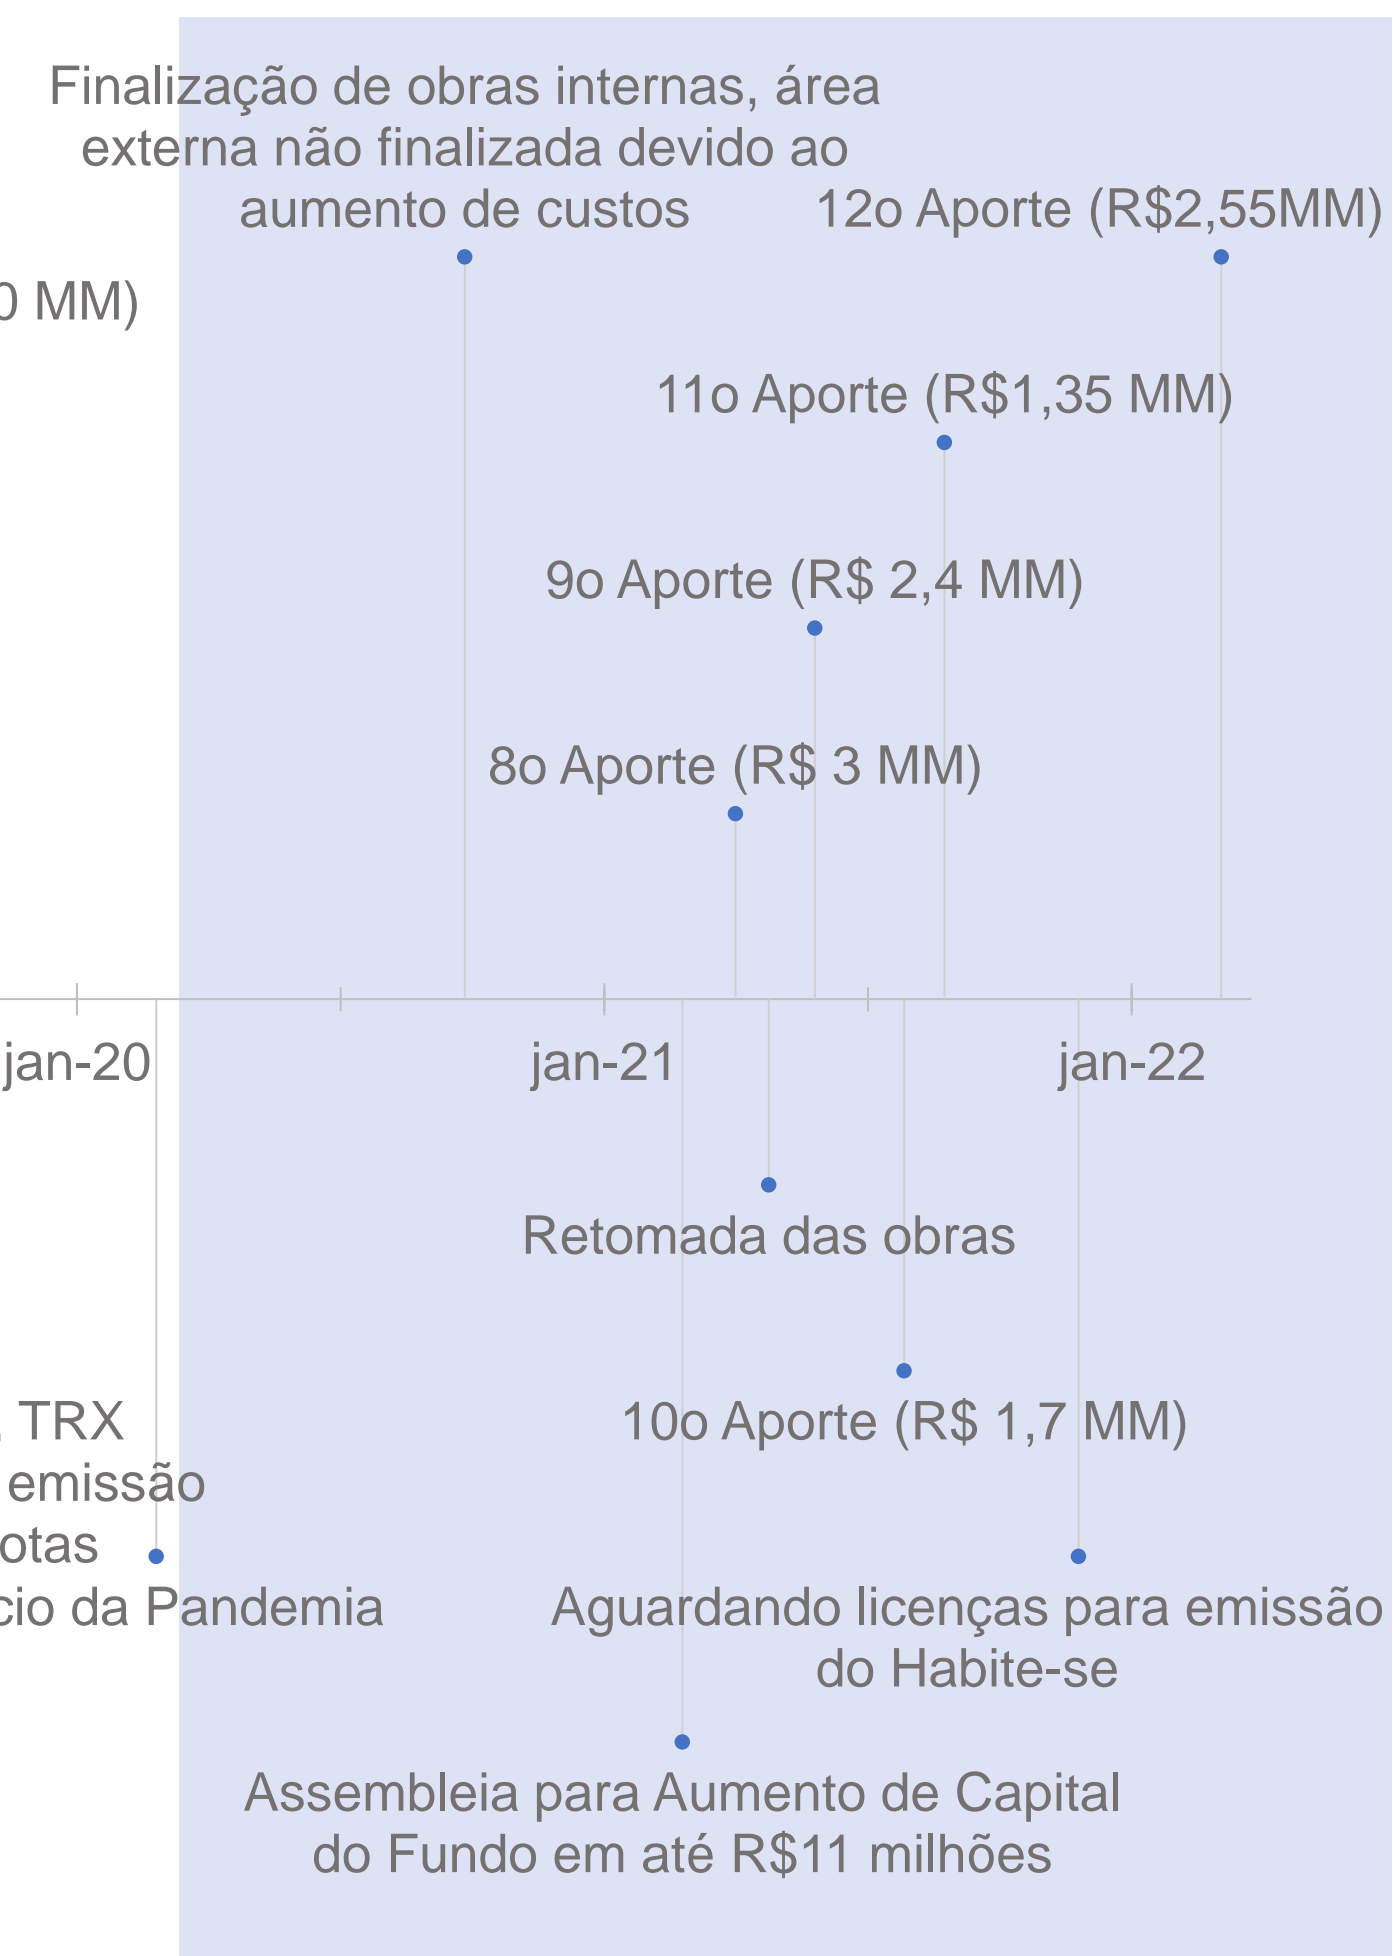 Finalização de obras internas, área
externa não finalizada devido ao
aumento de custos
12o Aporte (R$2,55MM)
0 MM)
11o Aporte (R$1,35 MM)
9o Aporte (R$ 2,4 MM)
8o Aporte (R$ 3 MM)
jan-20
jan-21
jan-22
Retomada das obras
10o Aporte (R$ 1,7 MM)
TRX
emissão
otas
cio da Pandemia
Aguardando licenças para emissão
do Habite-se
Assembleia para Aumento de Capital
do Fundo em até R$11 milhões